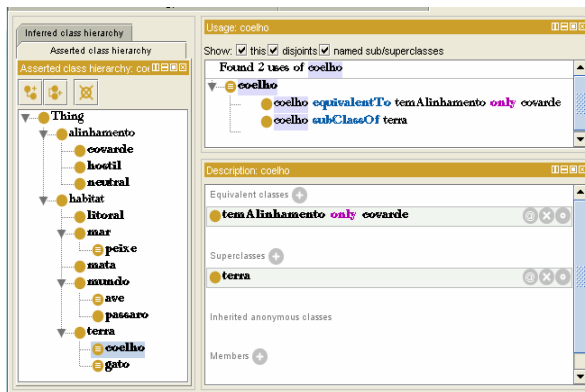 Inferred class hierarchy
Asserted class hierarchy
Asserted class hierarchy: coe
Thing
alinhamento
covarde
hostil
neutral
habitat
litoral
mar
peixe
mata
mundo
ave
passaro
terra
coelho
gato
Usage: coelho
Show: this disjoints named sub/superclasses
Found 2 uses of coelho
coelho
coelho equivalentTo temAlinhamento only covarde
coelho subClassOf terra
Description: coelho
Equivalent classes
temAlinhamento only covarde
Superclasses
terra
Inherited anonymous classes
Members